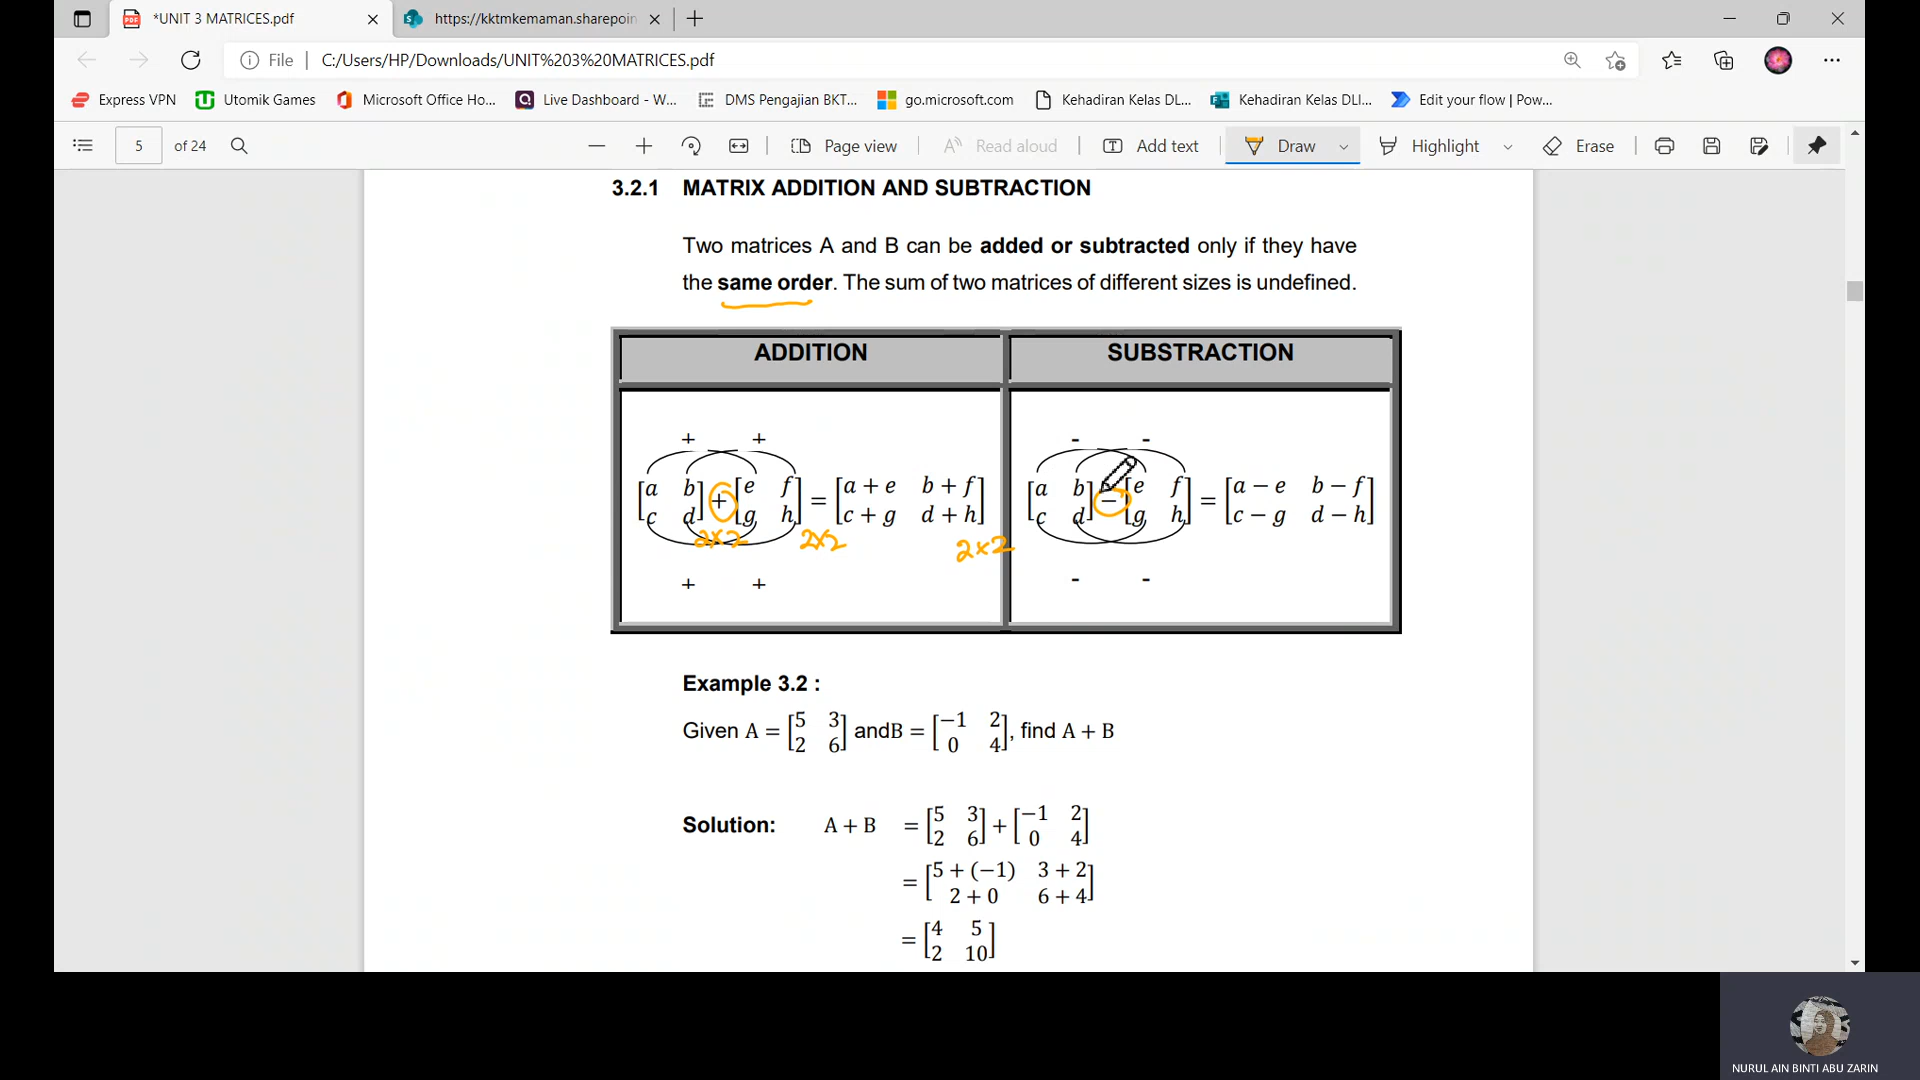 *UNIT 3 MATRICES.pdf
https://kktmkemaman.sharepoin
File
C:/Users/HP/Downloads/UNIT%203%20MATRICES.pdf
Express VPN
Utomik Games
Microsoft Office Ho...
Live Dashboard - W...
DMS Pengajian BKT...
go.microsoft.com
Kehadiran Kelas DL...
Kehadiran Kelas DLI...
Edit your flow | Pow...
5 of 24
Page view
Read aloud
Add text
Draw
Highlight
Erase
3.2.1 MATRIX ADDITION AND SUBTRACTION
Two matrices A and B can be added or subtracted only if they have
the same order. The sum of two matrices of different sizes is undefined.
ADDITION
SUBSTRACTION
+ +
[a b] + [e f] = [a + e b + f]
[c d] [g h] [c + g d + h]
2×2 2×2 2×2
+ +
- -
[a b] − [e f] = [a − e b − f]
[c d] [g h] [c − g d − h]
- -
Example 3.2 :
Given A = [5 3] andB = [−1 2], find A + B
[2 6] [0 4]
Solution: A + B = [5 3] + [−1 2]
[2 6] [0 4]
= [5 + (−1) 3 + 2]
[2 + 0 6 + 4]
= [4 5]
[2 10]
NURUL AIN BINTI ABU ZARIN